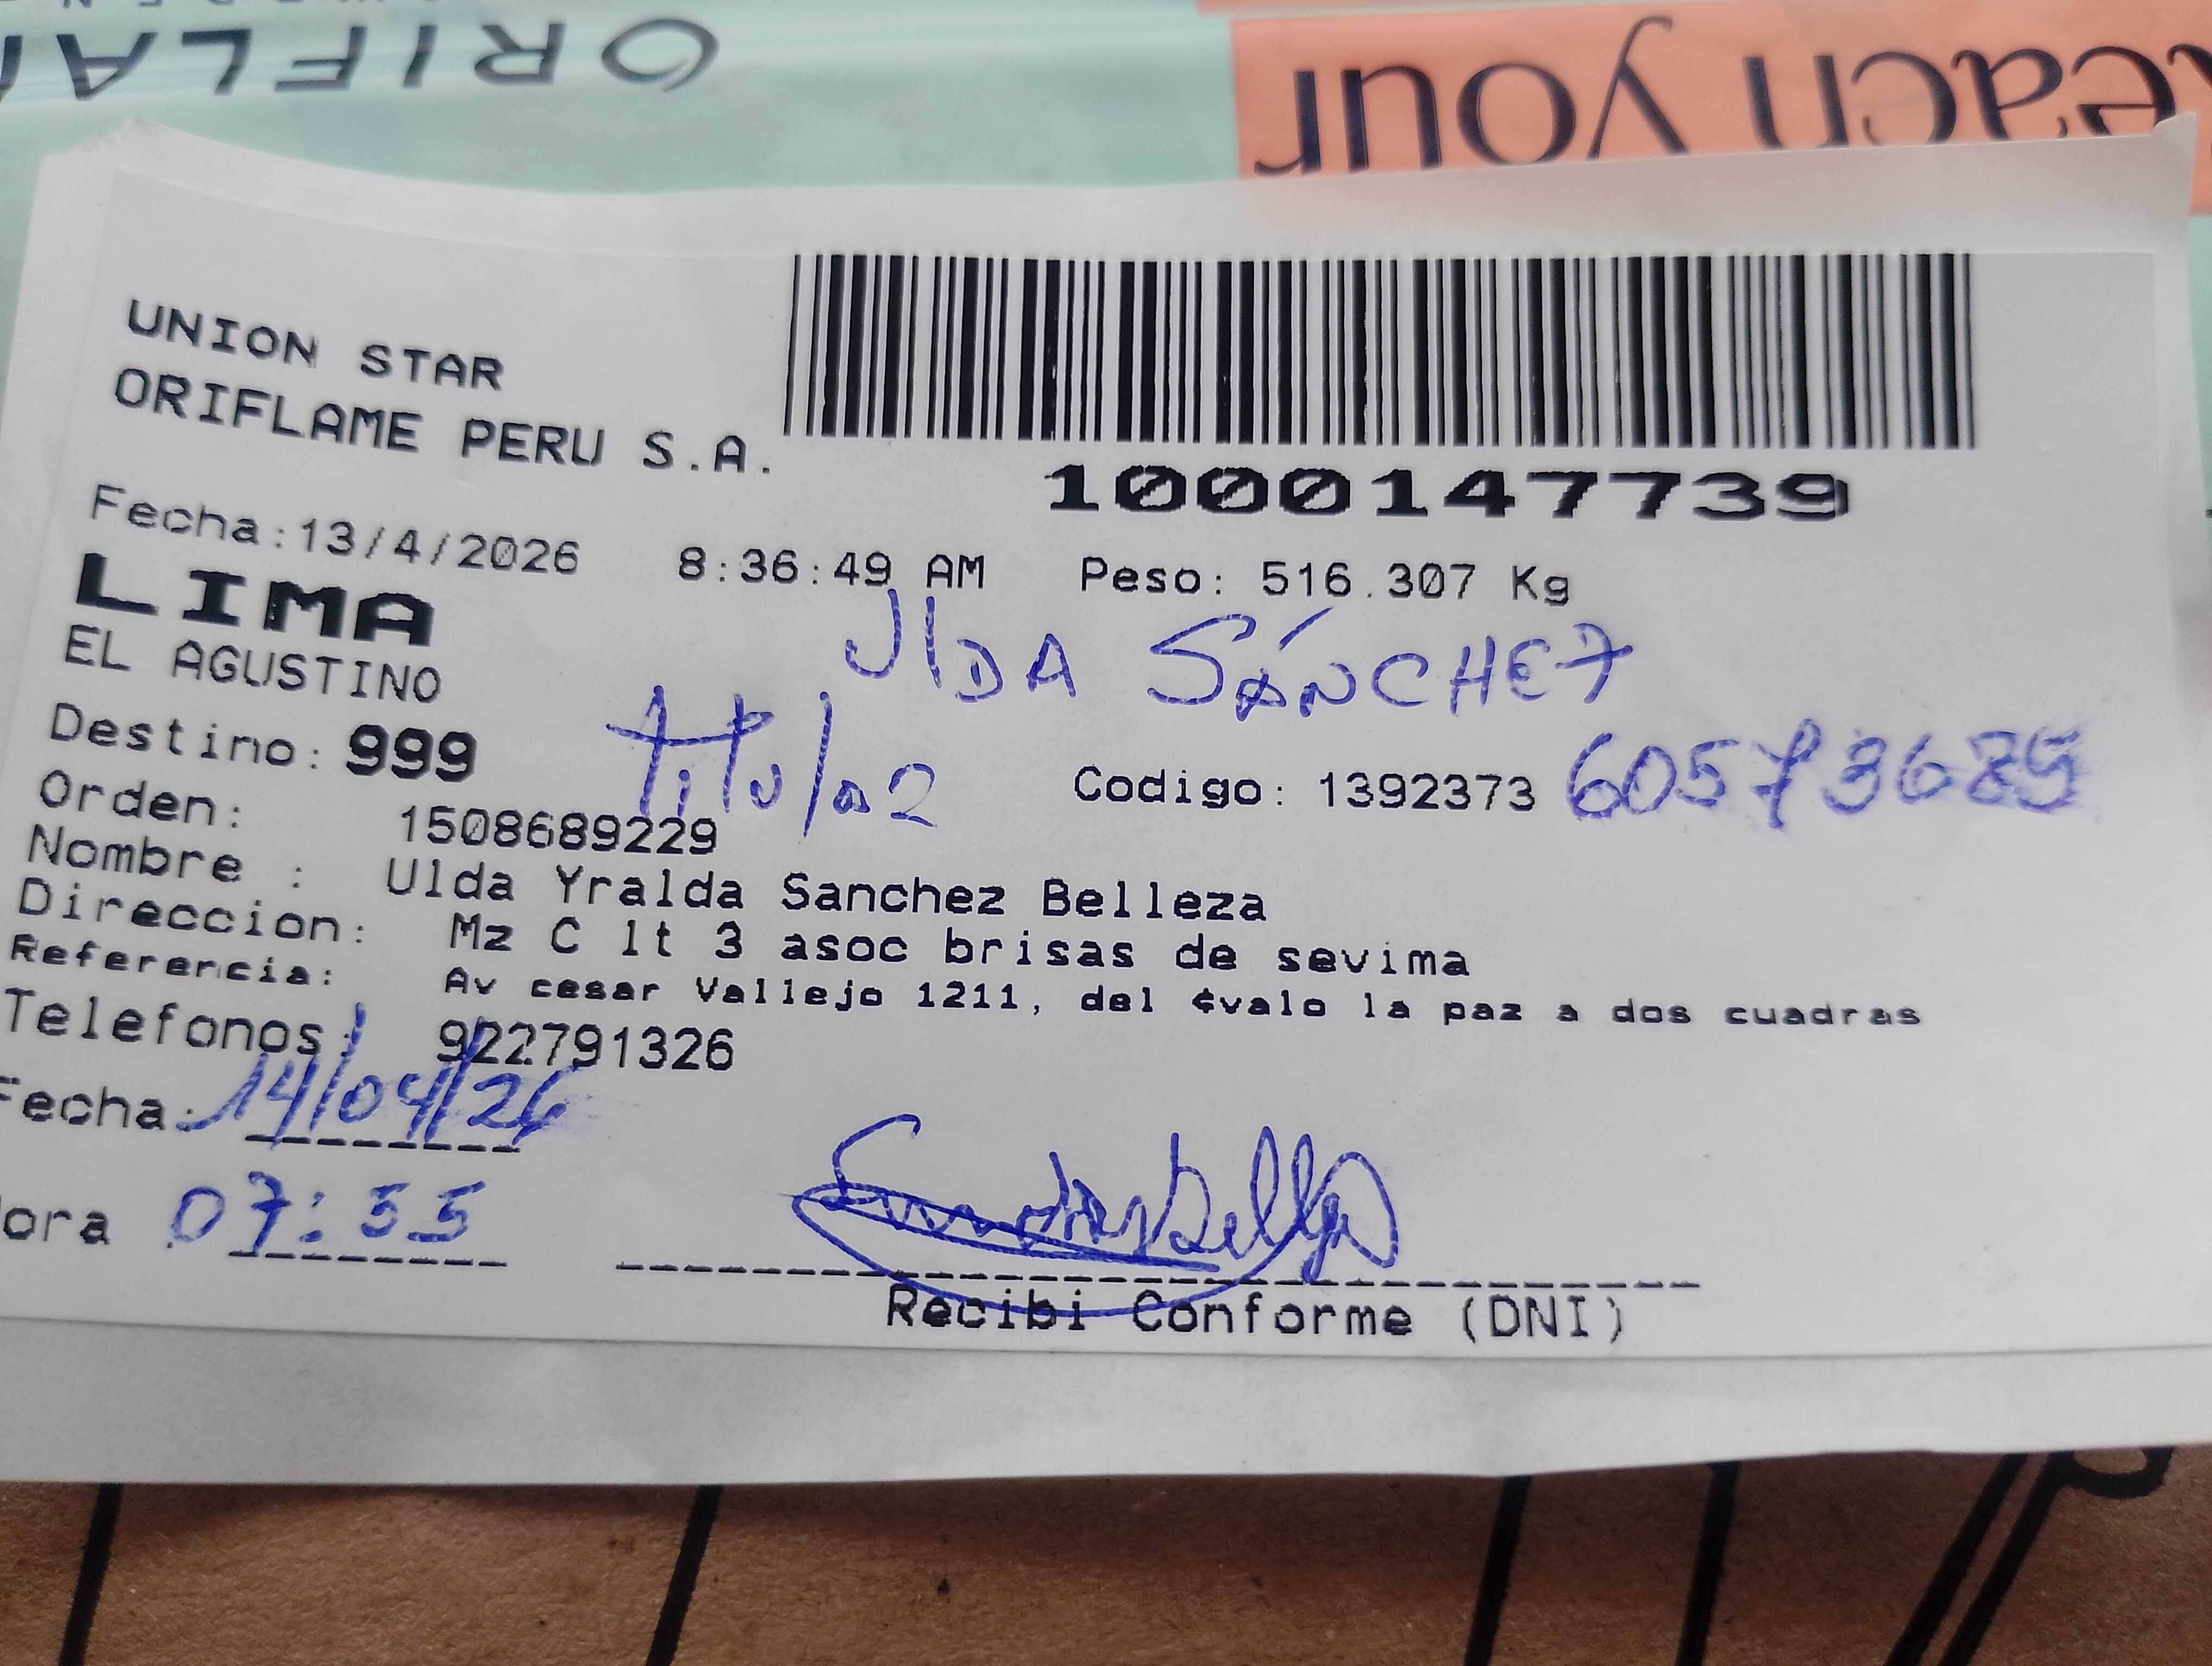 ORIFLA
each your
UNION STAR
ORIFLAME PERU S.A.
1000147739
Fecha:13/4/2026 8:36:49 AM Peso: 516.307 Kg
LIMA
EL AGUSTINO
UlDA SÁNCHEZ
Destino: 999
titular
Codigo: 1392373
Orden: 1508689229
Nombre : Ulda Yralda Sanchez Belleza
Direccion: Mz C lt 3 asoc brisas de sevima
Referencia: Av cesar Vallejo 1211, del ¢valo la paz a dos cuadras
Telefonos: 922791326
Fecha: 14/04/26
ora 07:55
Recibi Conforme (DNI)